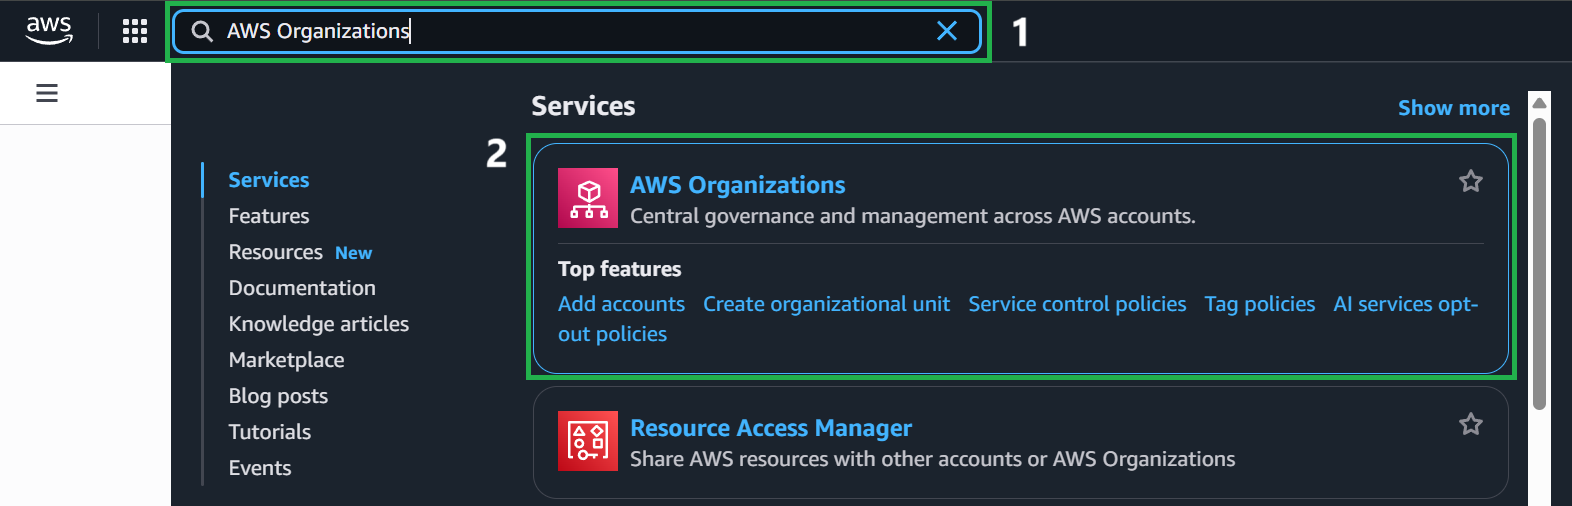 aws
AWS Organizations
1
Services
Show more
2
Services
Features
Resources New
Documentation
Knowledge articles
Marketplace
Blog posts
Tutorials
Events
AWS Organizations
Central governance and management across AWS accounts.
Top features
Add accounts Create organizational unit Service control policies Tag policies AI services opt-
out policies
Resource Access Manager
Share AWS resources with other accounts or AWS Organizations